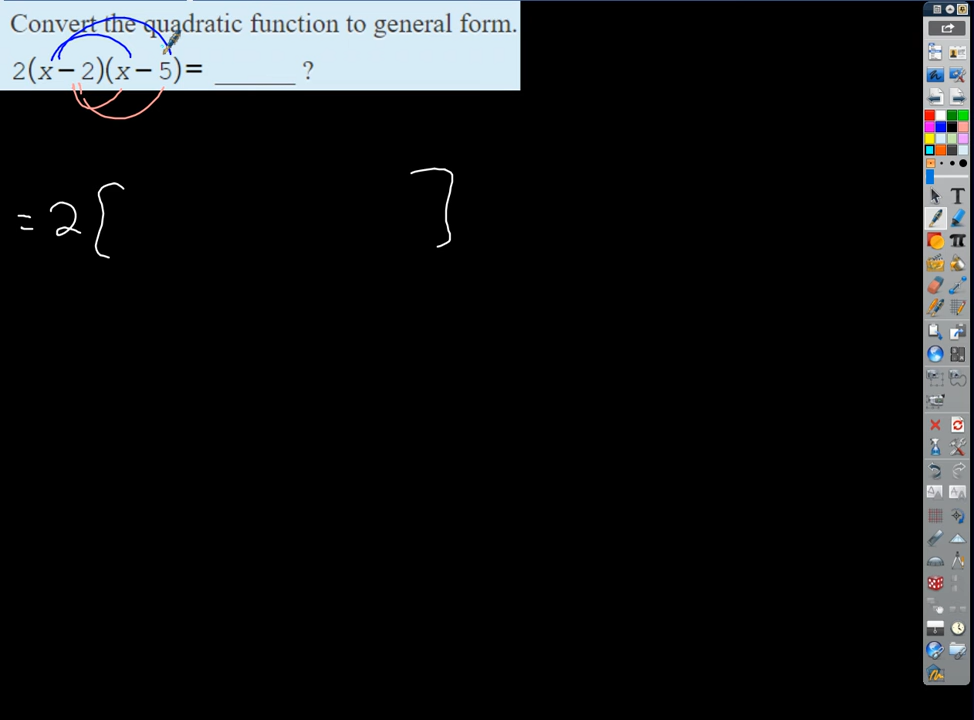 Convert the quadratic function to general form.
2(x − 2)(x − 5) = ______ ?
= 2 [ ]